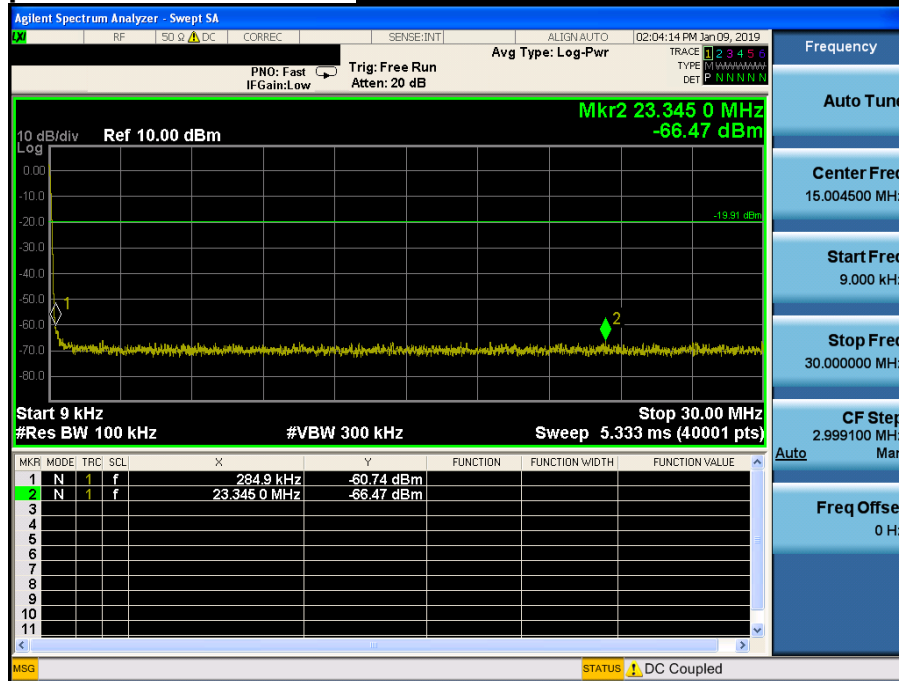 Agilent Spectrum Analyzer - Swept SA
LXI RF 50 Ω DC CORREC SENSE:INT ALIGN AUTO 02:04:14 PM Jan 09, 2019
Frequency
Avg Type: Log-Pwr
TRACE 1 2 3 4 5 6
TYPE M WWWWW
DET P N N N N N
PNO: Fast
IFGain:Low
Trig: Free Run
Atten: 20 dB
Mkr2 23.345 0 MHz
-66.47 dBm
10 dB/div Ref 10.00 dBm
Log
0.00
-10.0
-20.0
-30.0
-40.0
-50.0
-60.0
-70.0
-80.0
-19.91 dBm
1
2
Start 9 kHz
Stop 30.00 MHz
#Res BW 100 kHz
#VBW 300 kHz
Sweep 5.333 ms (40001 pts)
MKR MODE TRC SCL X Y FUNCTION FUNCTION WIDTH FUNCTION VALUE
1 N 1 f 284.9 kHz -60.74 dBm
2 N 1 f 23.345 0 MHz -66.47 dBm
3
4
5
6
7
8
9
10
11
MSG
STATUS DC Coupled
Auto Tune
Center Freq
15.004500 MHz
Start Freq
9.000 kHz
Stop Freq
30.000000 MHz
CF Step
2.999100 MHz
Auto Man
Freq Offset
0 Hz